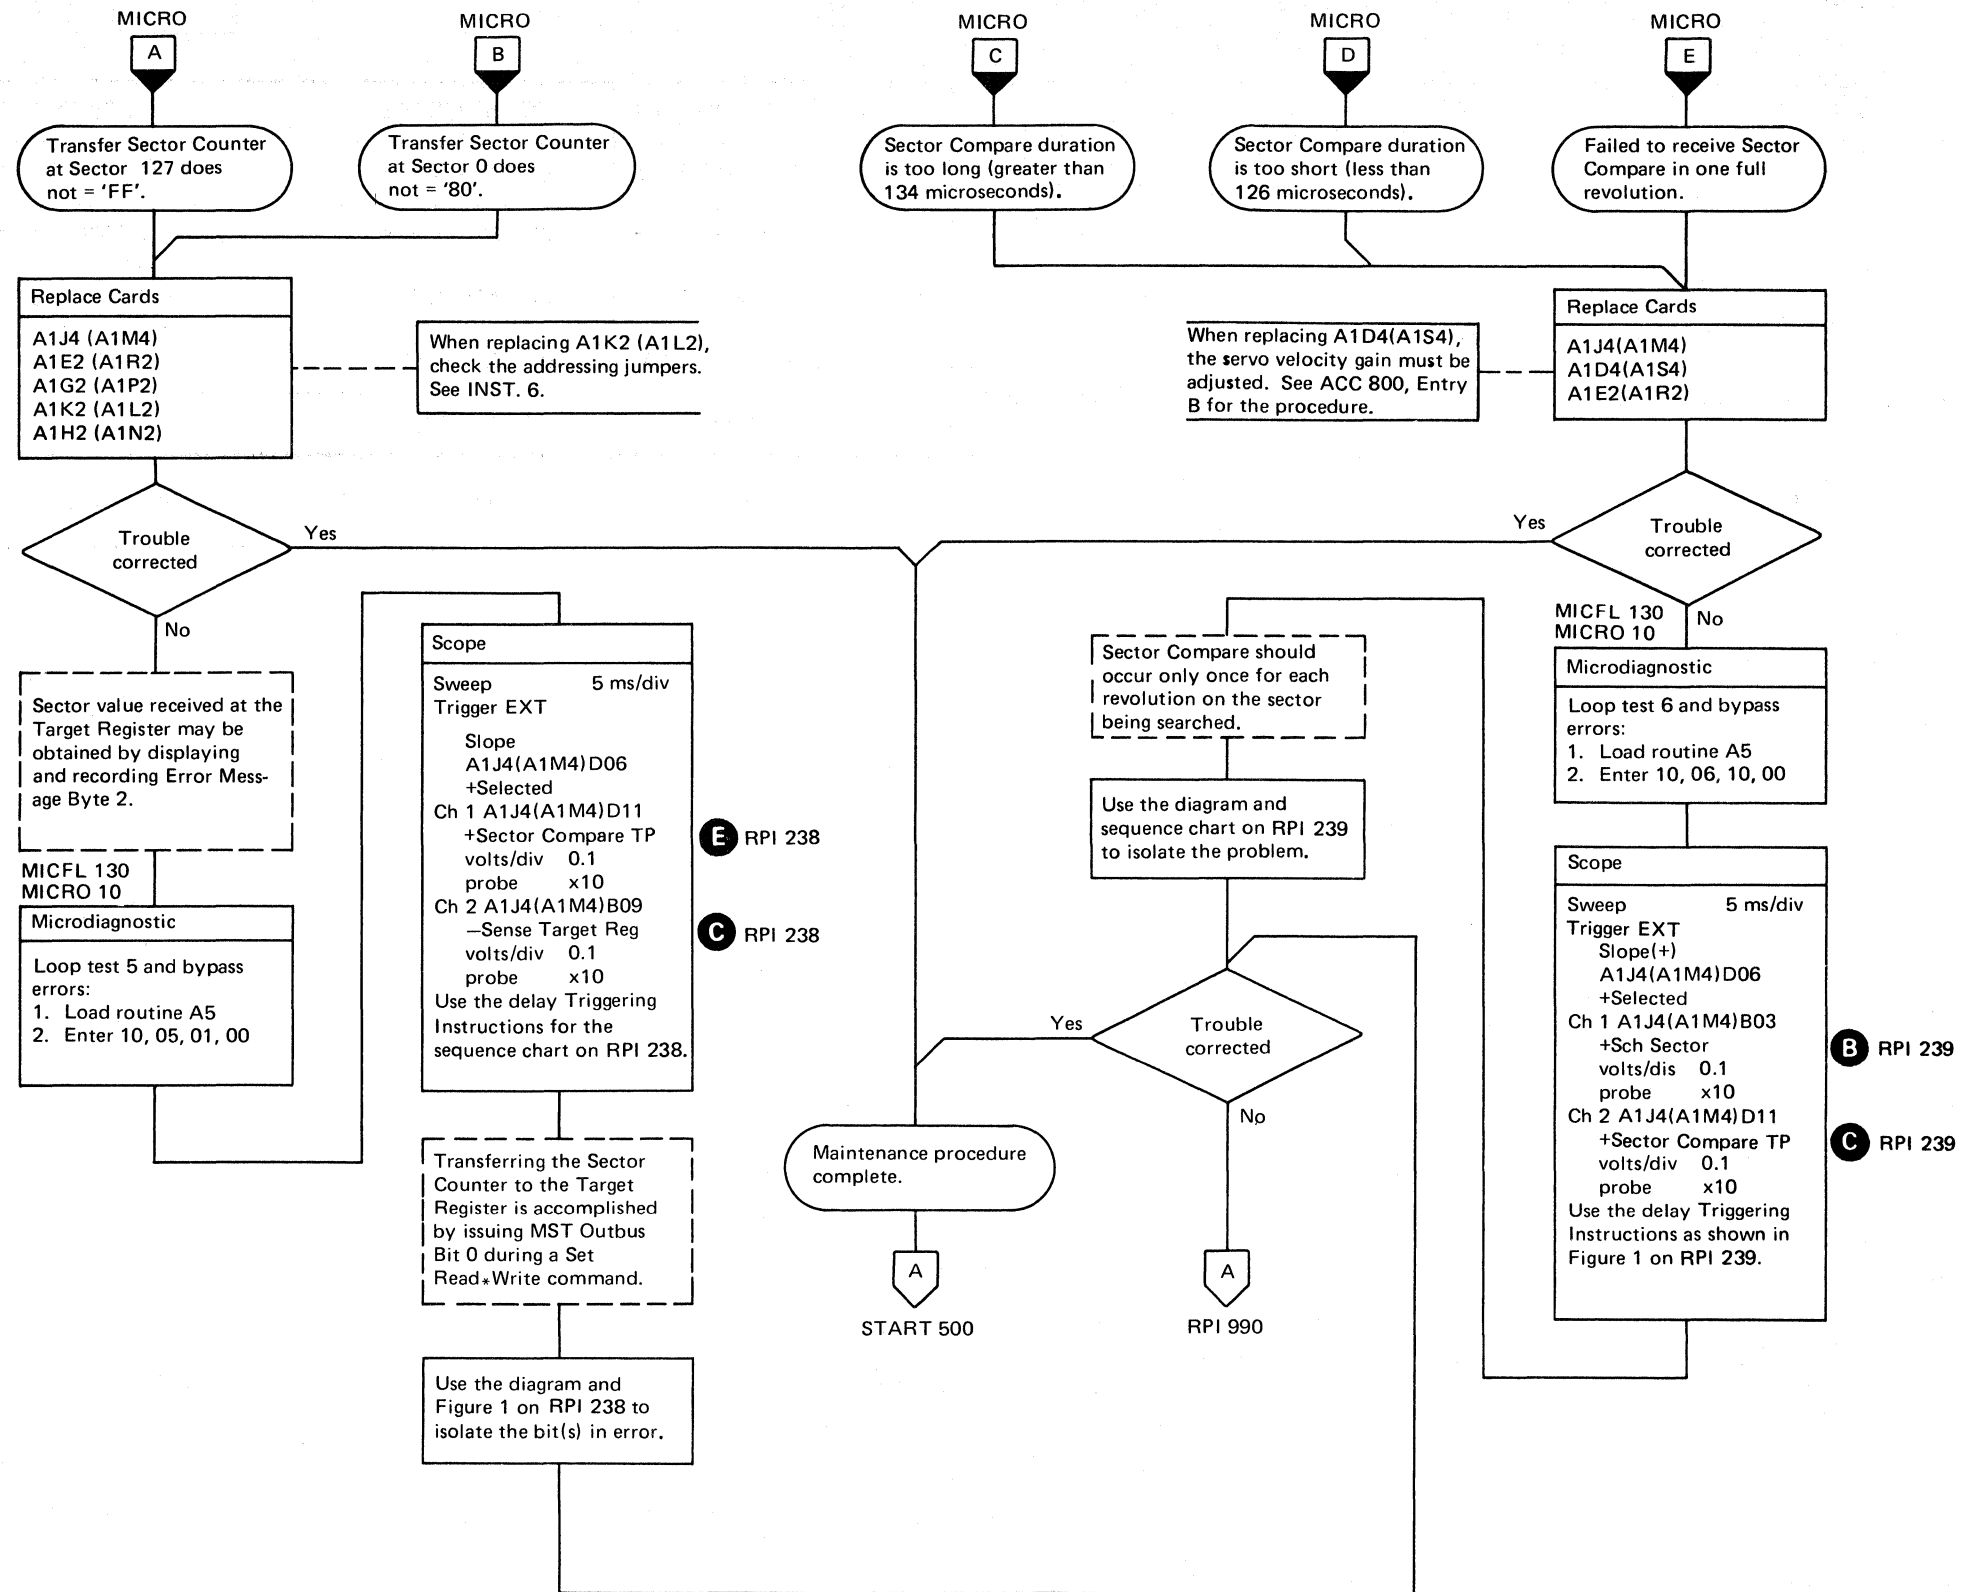 MICRO
A
Transfer Sector Counter
at Sector 127 does
not = ‘FF’.
MICRO
B
Transfer Sector Counter
at Sector 0 does
not = ‘80’.
MICRO
C
Sector Compare duration
is too long (greater than
134 microseconds).
MICRO
D
Sector Compare duration
is too short (less than
126 microseconds).
MICRO
E
Failed to receive Sector
Compare in one full
revolution.
Replace Cards
A1J4 (A1M4)
A1E2 (A1R2)
A1G2 (A1P2)
A1K2 (A1L2)
A1H2 (A1N2)
When replacing A1K2 (A1L2),
check the addressing jumpers.
See INST. 6.
When replacing A1D4(A1S4),
the servo velocity gain must be
adjusted. See ACC 800, Entry
B for the procedure.
Replace Cards
A1J4(A1M4)
A1D4(A1S4)
A1E2(A1R2)
Trouble
corrected
Yes
No
Yes
Trouble
corrected
No
Sector value received at the
Target Register may be
obtained by displaying
and recording Error Mess-
age Byte 2.
MICFL 130
MICRO 10
Microdiagnostic
Loop test 5 and bypass
errors:
1. Load routine A5
2. Enter 10, 05, 01, 00
Scope
Sweep 5 ms/div
Trigger EXT
Slope
A1J4(A1M4)D06
+Selected
Ch 1 A1J4(A1M4)D11
+Sector Compare TP
volts/div 0.1
probe x10
Ch 2 A1J4(A1M4)B09
—Sense Target Reg
volts/div 0.1
probe x10
Use the delay Triggering
Instructions for the
sequence chart on RPI 238.
E RPI 238
C RPI 238
Transferring the Sector
Counter to the Target
Register is accomplished
by issuing MST Outbus
Bit 0 during a Set
Read*Write command.
Use the diagram and
Figure 1 on RPI 238 to
isolate the bit(s) in error.
Sector Compare should
occur only once for each
revolution on the sector
being searched.
Use the diagram and
sequence chart on RPI 239
to isolate the problem.
Yes
Trouble
corrected
No
Maintenance procedure
complete.
A
START 500
A
RPI 990
MICFL 130
MICRO 10
Microdiagnostic
Loop test 6 and bypass
errors:
1. Load routine A5
2. Enter 10, 06, 10, 00
Scope
Sweep 5 ms/div
Trigger EXT
Slope(+)
A1J4(A1M4)D06
+Selected
Ch 1 A1J4(A1M4)B03
+Sch Sector
volts/dis 0.1
probe x10
Ch 2 A1J4(A1M4)D11
+Sector Compare TP
volts/div 0.1
probe x10
Use the delay Triggering
Instructions as shown in
Figure 1 on RPI 239.
B RPI 239
C RPI 239